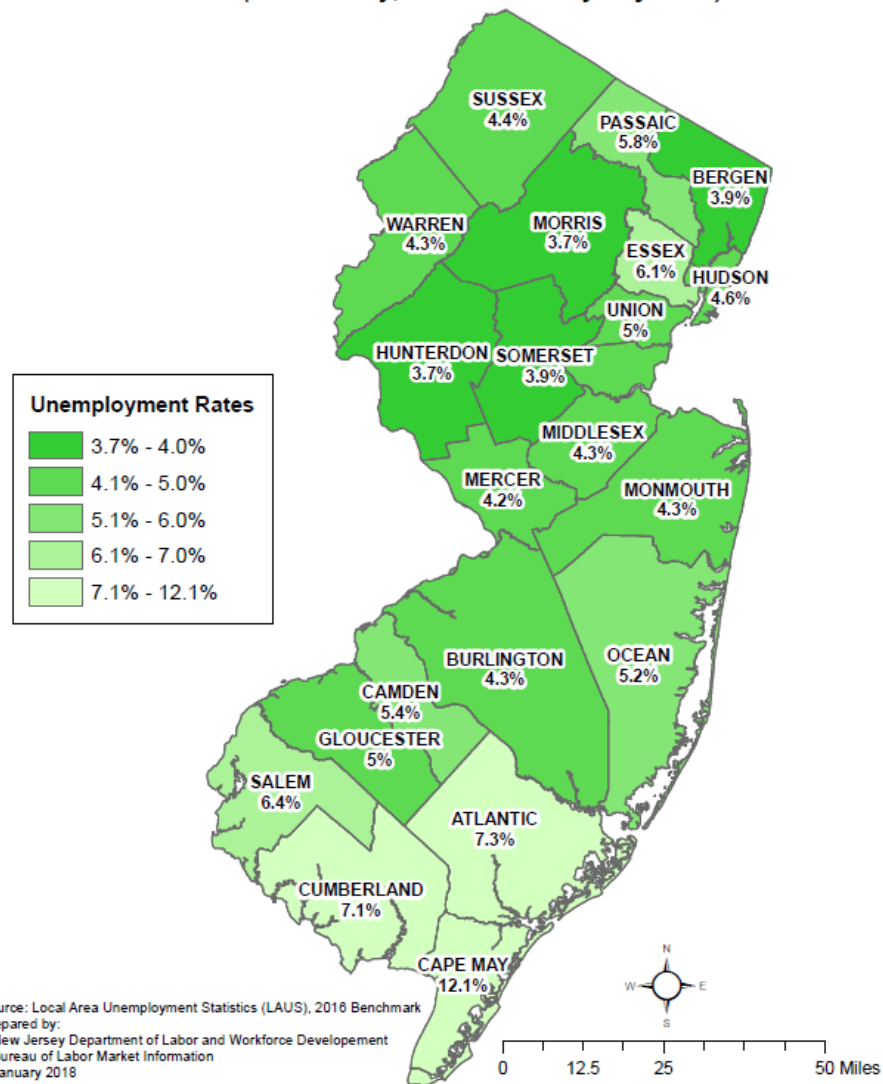 SUSSEX
4.4%
PASSAIC
5.8%
BERGEN
3.9%
WARREN
4.3%
MORRIS
3.7%
ESSEX
6.1%
HUDSON
4.6%
UNION
5%
HUNTERDON
3.7%
SOMERSET
3.9%
Unemployment Rates
3.7% - 4.0%
4.1% - 5.0%
5.1% - 6.0%
6.1% - 7.0%
7.1% - 12.1%
MIDDLESEX
4.3%
MERCER
4.2%
MONMOUTH
4.3%
BURLINGTON
4.3%
OCEAN
5.2%
CAMDEN
5.4%
GLOUCESTER
5%
SALEM
6.4%
ATLANTIC
7.3%
CUMBERLAND
7.1%
CAPE MAY
12.1%
N
W E
S
urce: Local Area Unemployment Statistics (LAUS), 2016 Benchmark
epared by:
ew Jersey Department of Labor and Workforce Developement
ureau of Labor Market Information
anuary 2018
0 12.5 25 50 Miles